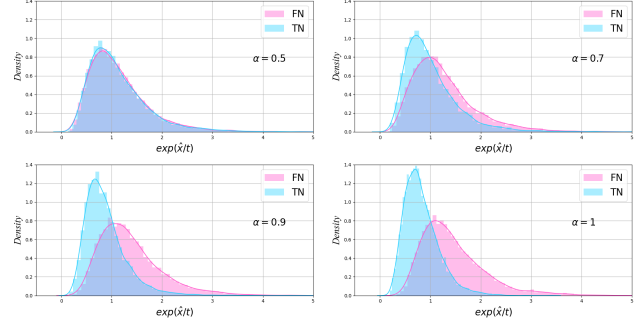 1.4
1.2
1.0
0.8
0.6
0.4
0.2
0.0
Density
FN
TN
α = 0.5
0 1 2 3 4 5
exp(x̂/t)
1.4
1.2
1.0
0.8
0.6
0.4
0.2
0.0
Density
FN
TN
α = 0.7
0 1 2 3 4 5
exp(x̂/t)
1.4
1.2
1.0
0.8
0.6
0.4
0.2
0.0
Density
FN
TN
α = 0.9
0 1 2 3 4 5
exp(x̂/t)
1.4
1.2
1.0
0.8
0.6
0.4
0.2
0.0
Density
FN
TN
α = 1
0 1 2 3 4 5
exp(x̂/t)